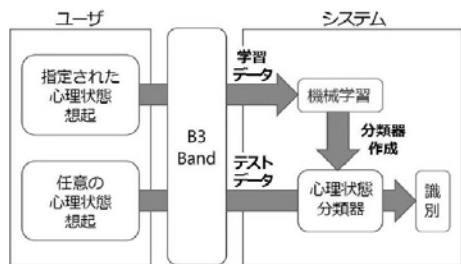 ユーザ
システム
指定された
心理状態
想起
B3
Band
学習
データ
機械学習
分類器
作成
任意の
心理状態
想起
テスト
データ
心理状態
分類器
識
別